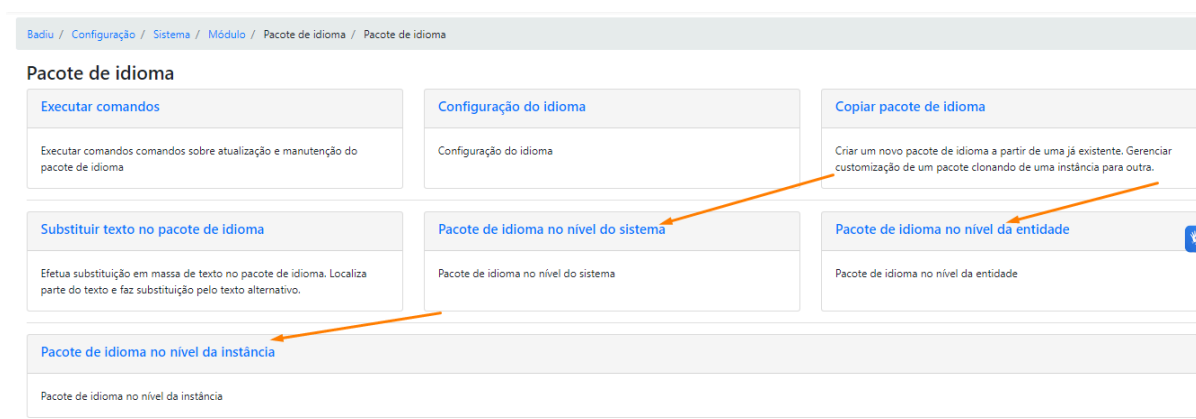 Badiu / Configuração / Sistema / Módulo / Pacote de idioma / Pacote de idioma
Pacote de idioma
Executar comandos
Executar comandos comandos sobre atualização e manutenção do
pacote de idioma
Configuração do idioma
Configuração do idioma
Copiar pacote de idioma
Criar um novo pacote de idioma a partir de uma já existente. Gerenciar
customização de um pacote clonando de uma instância para outra.
Substituir texto no pacote de idioma
Efetua substituição em massa de texto no pacote de idioma. Localiza
parte do texto e faz substituição pelo texto alternativo.
Pacote de idioma no nível do sistema
Pacote de idioma no nível do sistema
Pacote de idioma no nível da entidade
Pacote de idioma no nível da entidade
Pacote de idioma no nível da instância
Pacote de idioma no nível da instância